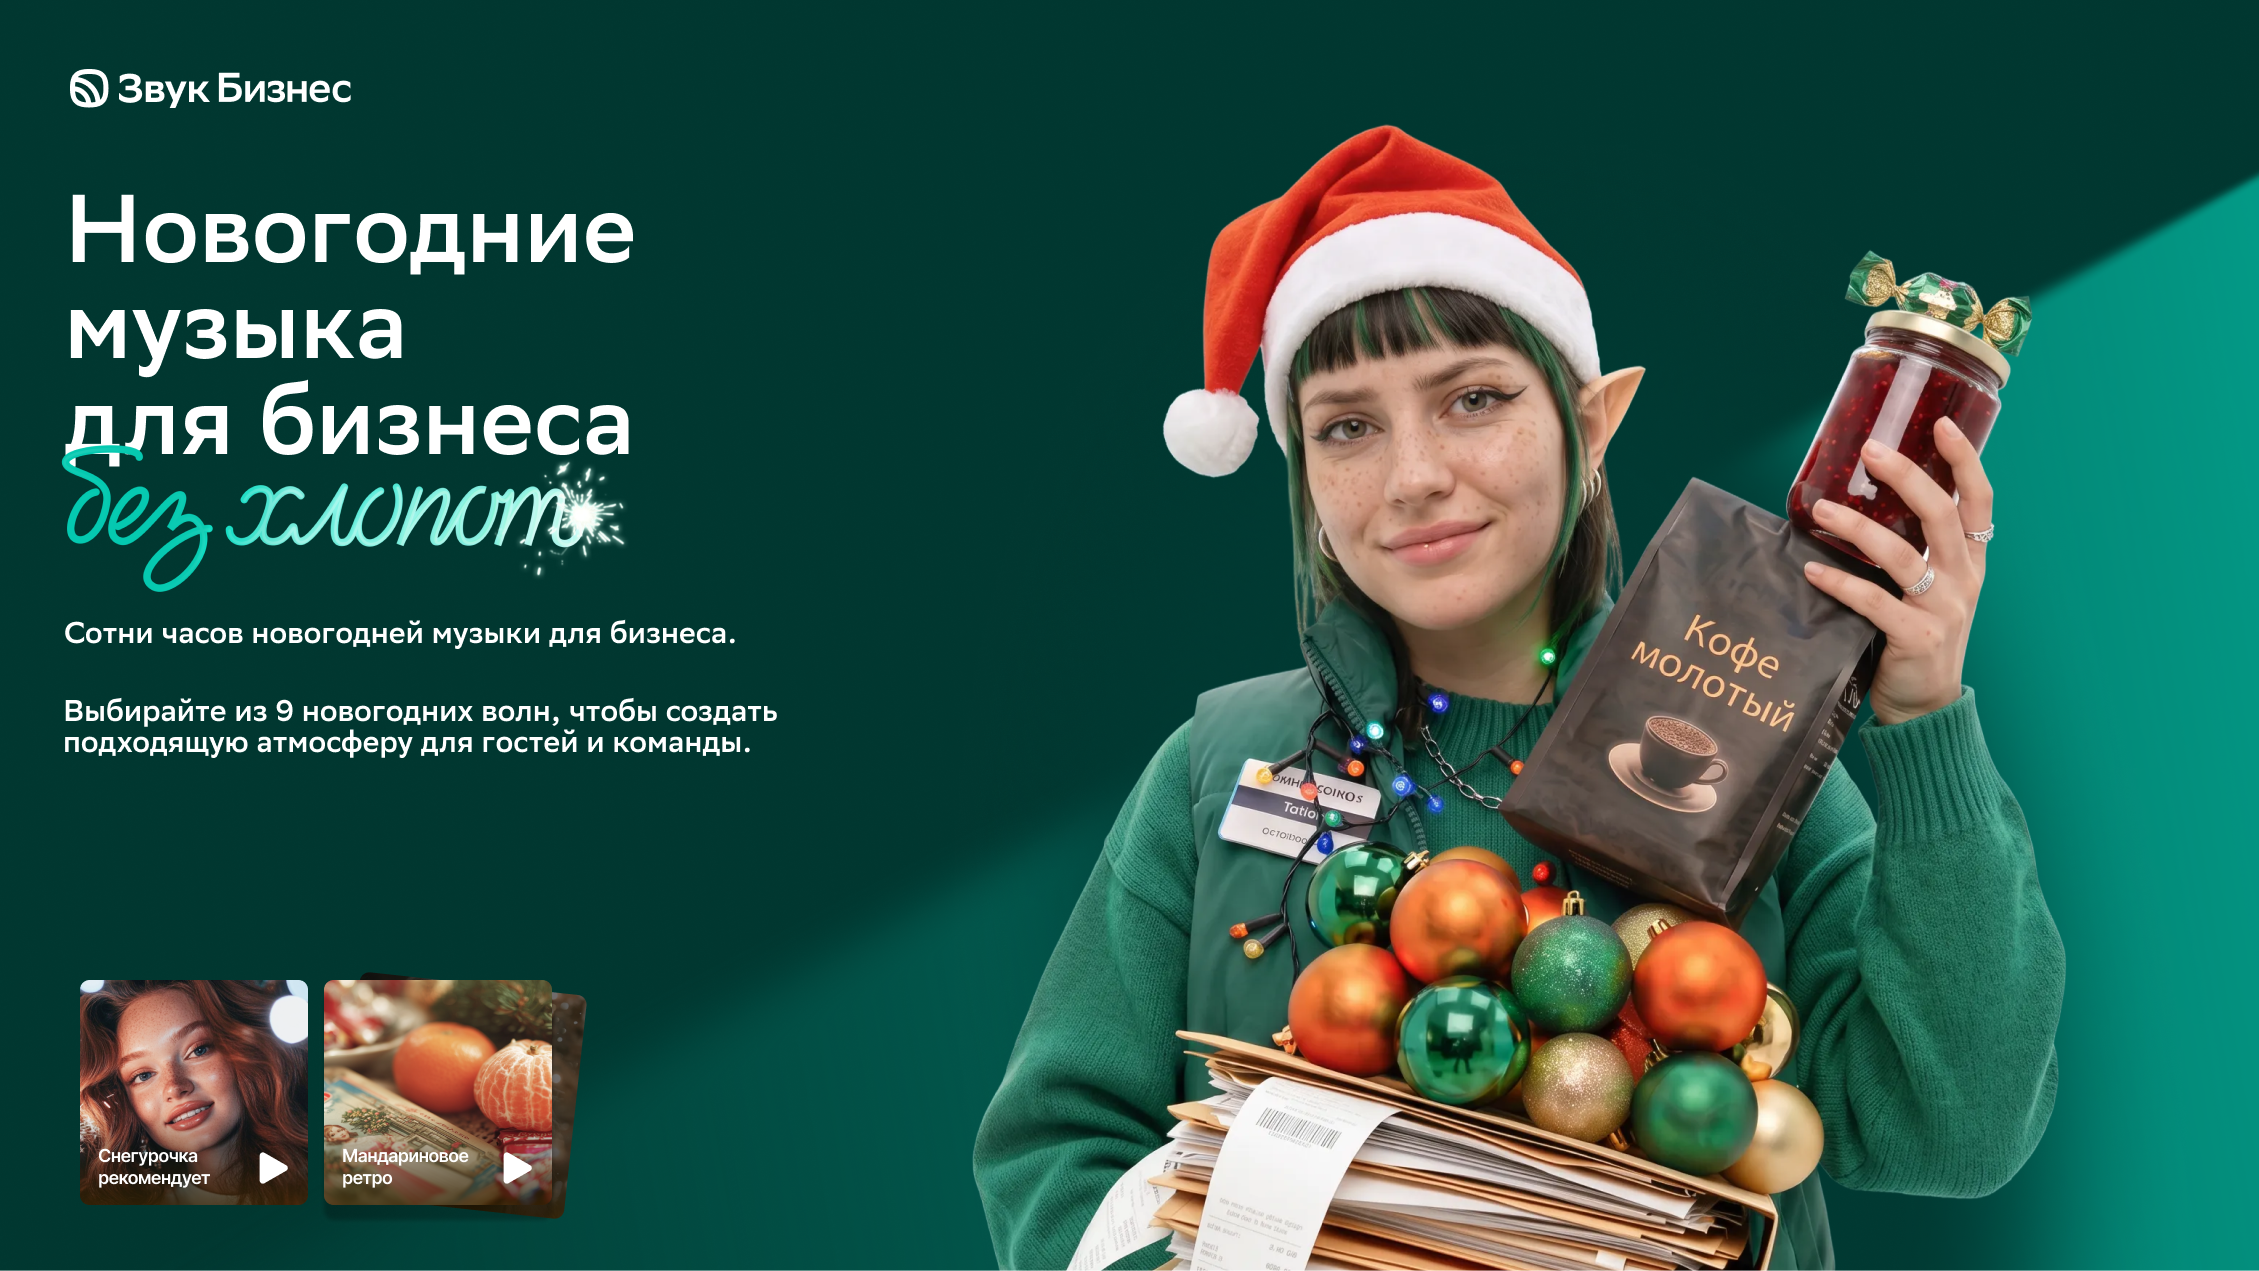 Звук Бизнес
Новогодние
музыка
для бизнеса
без хлопот
Сотни часов новогодней музыки для бизнеса.
Выбирайте из 9 новогодних волн, чтобы создать
подходящую атмосферу для гостей и команды.
Кофе
молотый
Снегурочка
рекомендует
Мандариновое
ретро